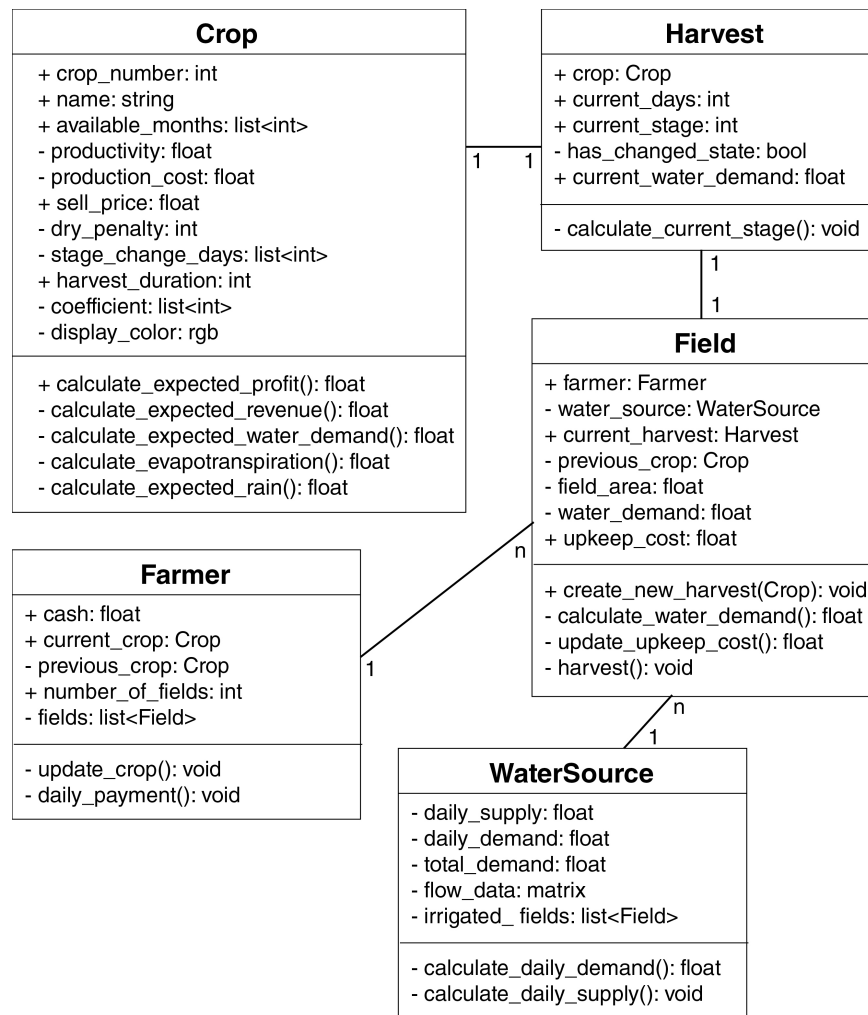 Crop
+ crop_number: int
+ name: string
+ available_months: list<int>
- productivity: float
- production_cost: float
+ sell_price: float
- dry_penalty: int
- stage_change_days: list<int>
+ harvest_duration: int
- coefficient: list<int>
- display_color: rgb
+ calculate_expected_profit(): float
- calculate_expected_revenue(): float
- calculate_expected_water_demand(): float
- calculate_evapotranspiration(): float
- calculate_expected_rain(): float
1
1
Harvest
+ crop: Crop
+ current_days: int
+ current_stage: int
- has_changed_state: bool
+ current_water_demand: float
- calculate_current_stage(): void
1
1
Field
+ farmer: Farmer
- water_source: WaterSource
+ current_harvest: Harvest
- previous_crop: Crop
- field_area: float
- water_demand: float
+ upkeep_cost: float
+ create_new_harvest(Crop): void
- calculate_water_demand(): float
- update_upkeep_cost(): float
- harvest(): void
n
1
Farmer
+ cash: float
+ current_crop: Crop
- previous_crop: Crop
+ number_of_fields: int
- fields: list<Field>
- update_crop(): void
- daily_payment(): void
n
1
WaterSource
- daily_supply: float
- daily_demand: float
- total_demand: float
- flow_data: matrix
- irrigated_ fields: list<Field>
- calculate_daily_demand(): float
- calculate_daily_supply(): void